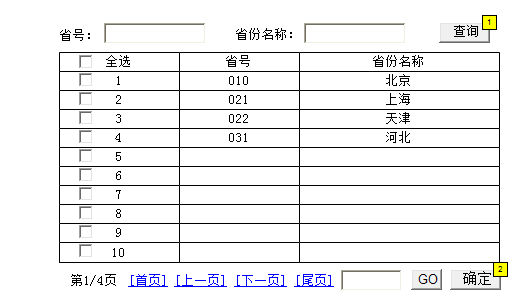 省号： 省份名称： 查询 1
全选 省号 省份名称
1 010 北京
2 021 上海
3 022 天津
4 031 河北
5
6
7
8
9
10
第1/4页 [首页] [上一页] [下一页] [尾页] GO 确定 2